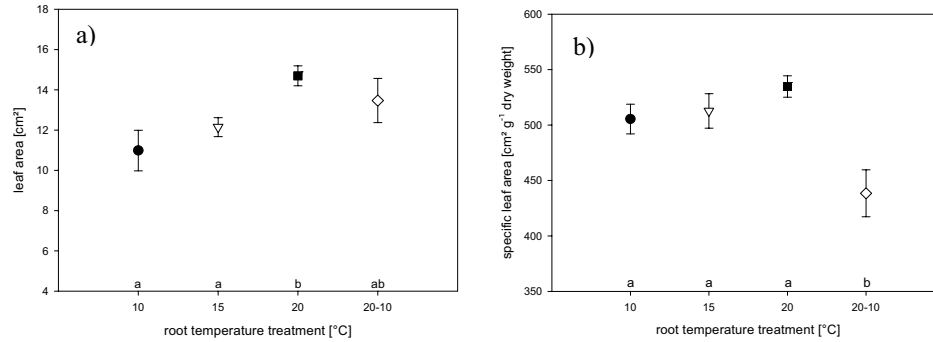 a)
leaf area [cm²]
18
16
14
12
10
8
6
4
a a b ab
10 15 20 20-10
root temperature treatment [°C]
b)
specific leaf area [cm² g⁻¹ dry weight]
600
550
500
450
400
350
a a a b
10 15 20 20-10
root temperature treatment [°C]